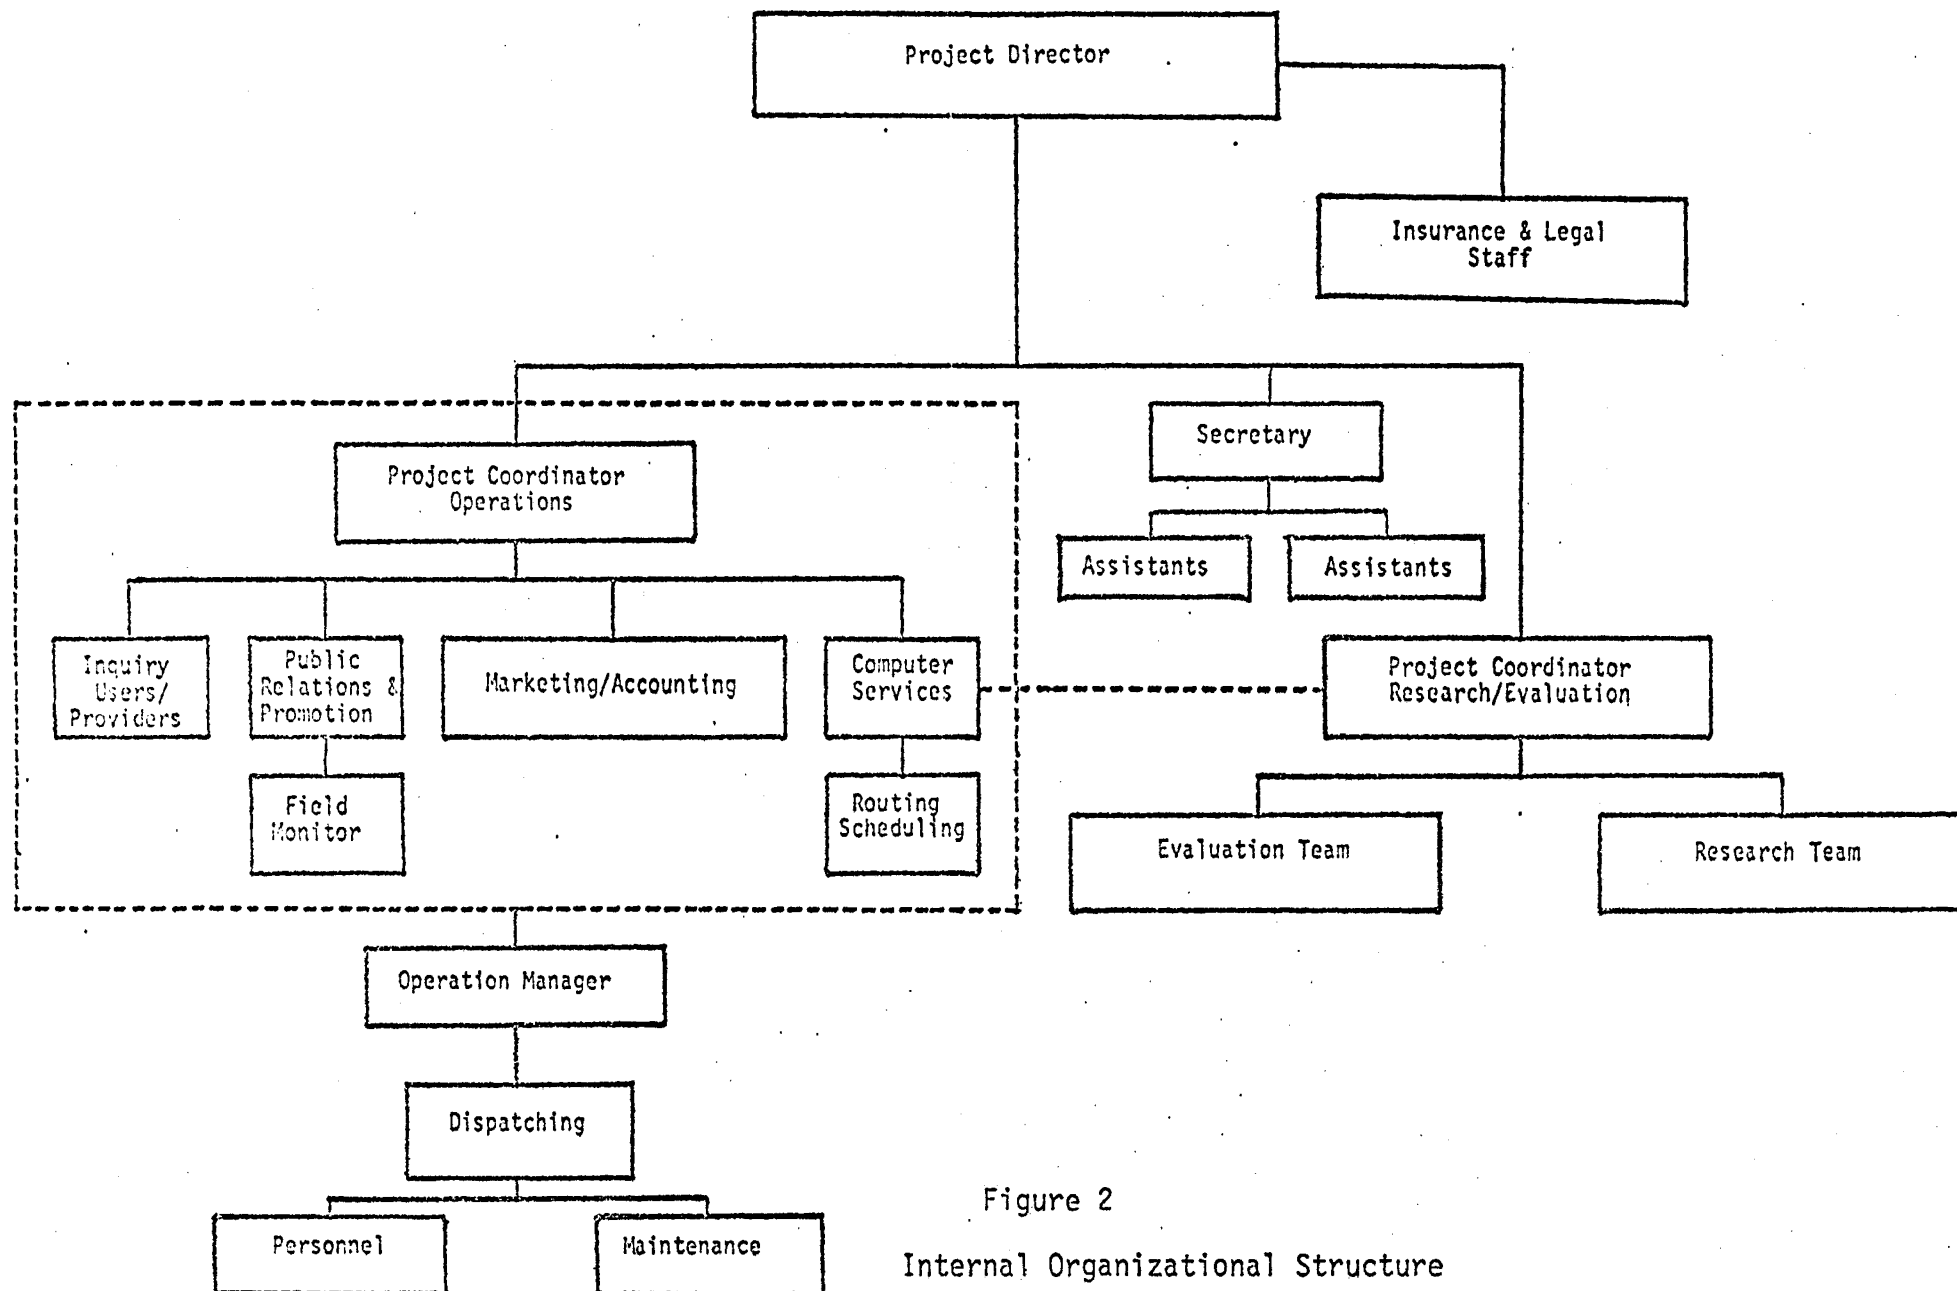 Project Director
Insurance & Legal
Staff
Project Coordinator
Operations
Secretary
Assistants
Assistants
Inquiry
Users/
Providers
Public
Relations &
Promotion
Marketing/Accounting
Computer
Services
Project Coordinator
Research/Evaluation
Field
Monitor
Routing
Scheduling
Evaluation Team
Research Team
Operation Manager
Dispatching
Personnel
Maintenance
Figure 2
Internal Organizational Structure